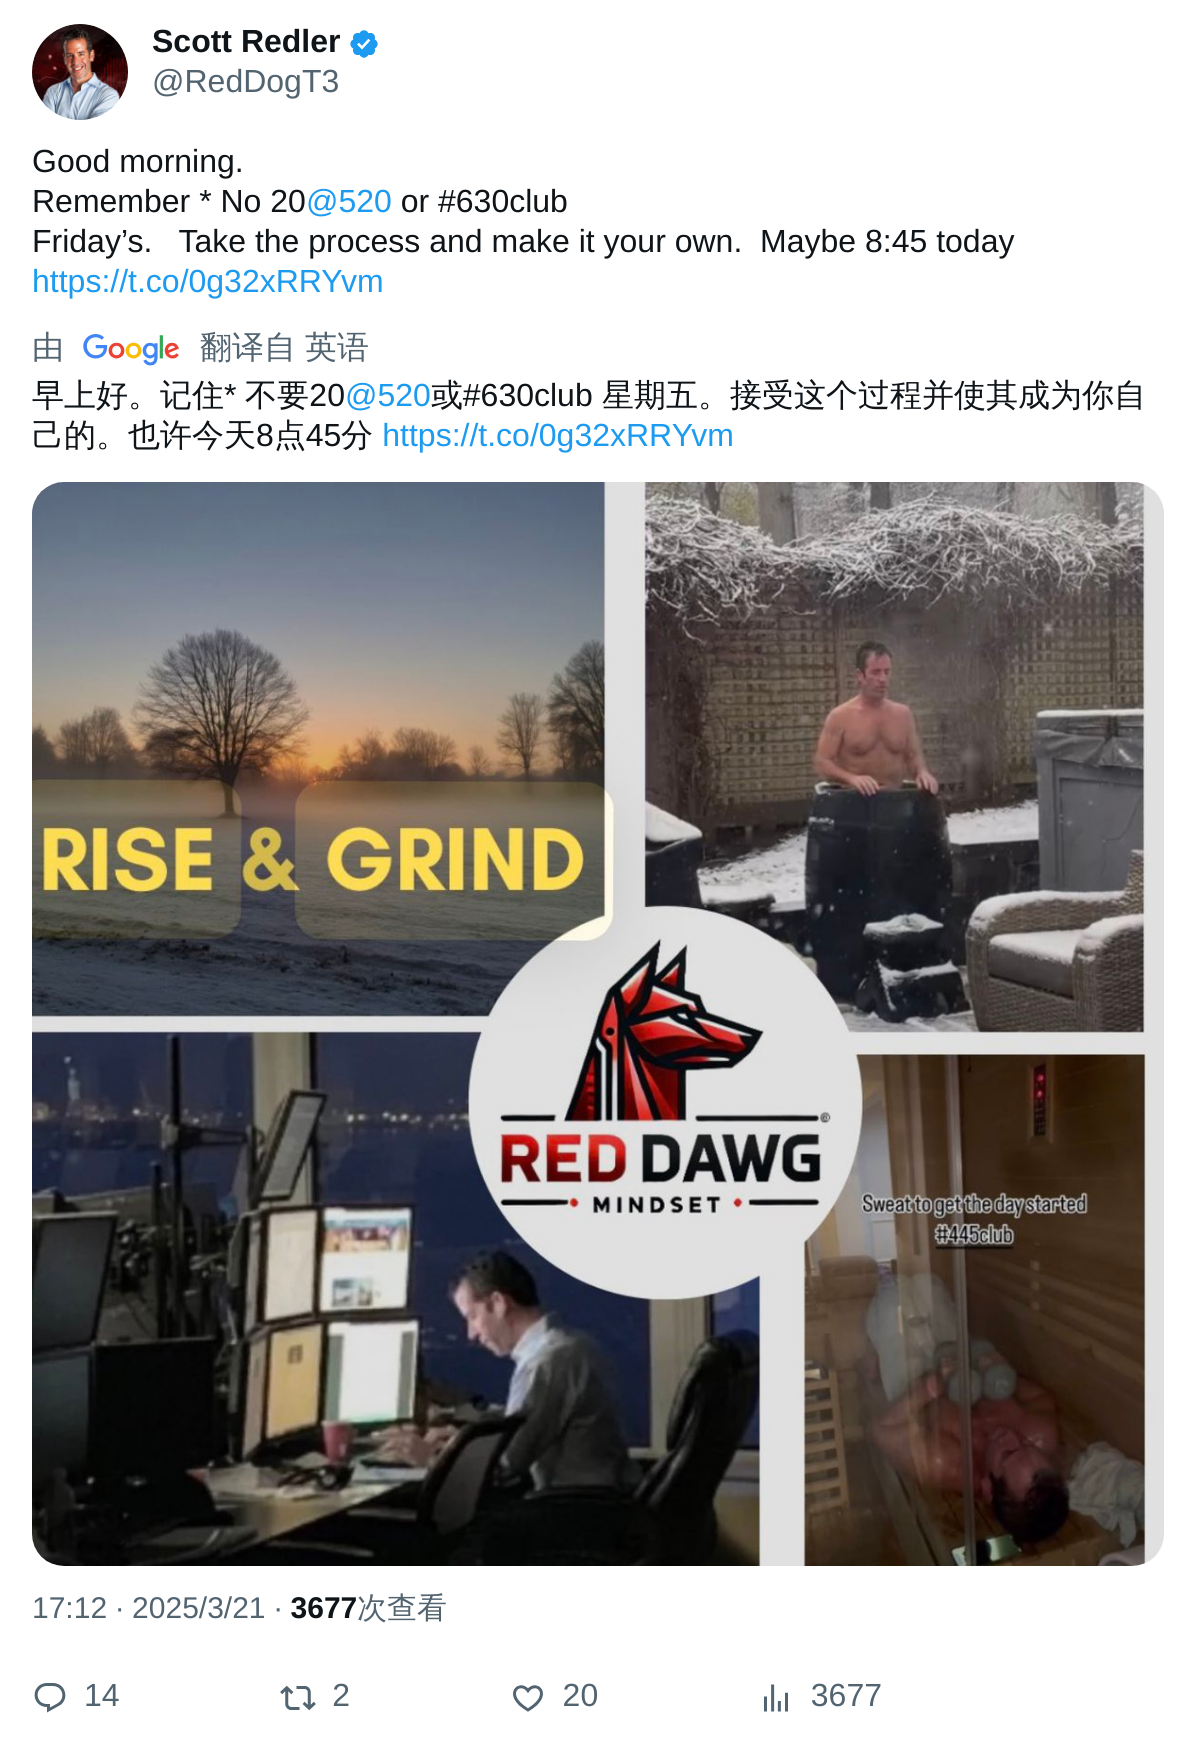 Scott Redler
@RedDogT3
Good morning.
Remember * No 20@520 or #630club
Friday’s.   Take the process and make it your own.  Maybe 8:45 today
https://t.co/0g32xRRYvm
由 Google 翻译自 英语
早上好。记住* 不要20@520或#630club 星期五。接受这个过程并使其成为你自
己的。也许今天8点45分 https://t.co/0g32xRRYvm
RISE & GRIND
RED DAWG
MINDSET
Sweat to get the day started
#445club
17:12 · 2025/3/21 · 3677次查看
14 2 20 3677